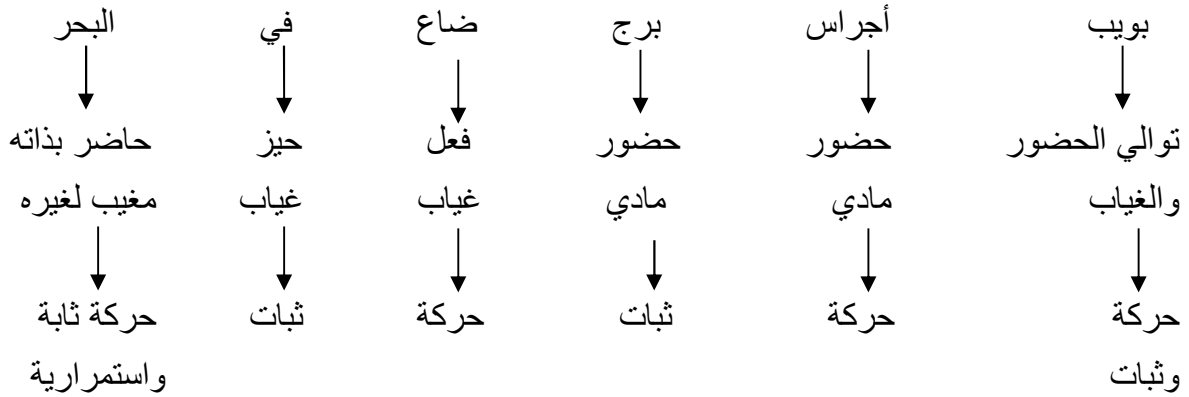 بويب أجراس برج ضاع في البحر
توالي الحضور حضور حضور فعل حيز حاضر بذاته
والغياب مادي مادي غياب غياب مغيب لغيره
حركة حركة ثبات حركة ثبات حركة ثابة
وثبات واستمرارية